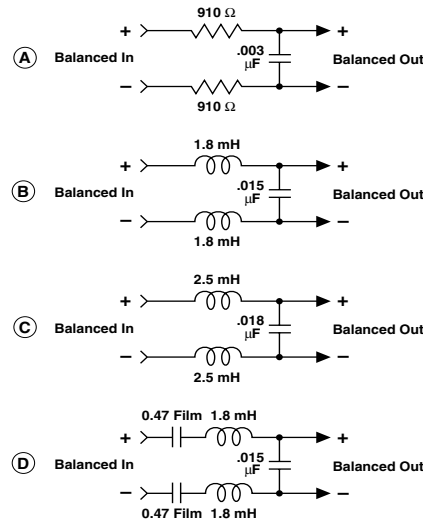 910 Ω
+ +
A Balanced In .003 μF Balanced Out
− −
910 Ω
1.8 mH
+ +
B Balanced In .015 μF Balanced Out
− −
1.8 mH
2.5 mH
+ +
C Balanced In .018 μF Balanced Out
− −
2.5 mH
0.47 Film 1.8 mH
+ +
D Balanced In .015 μF Balanced Out
− −
0.47 Film 1.8 mH